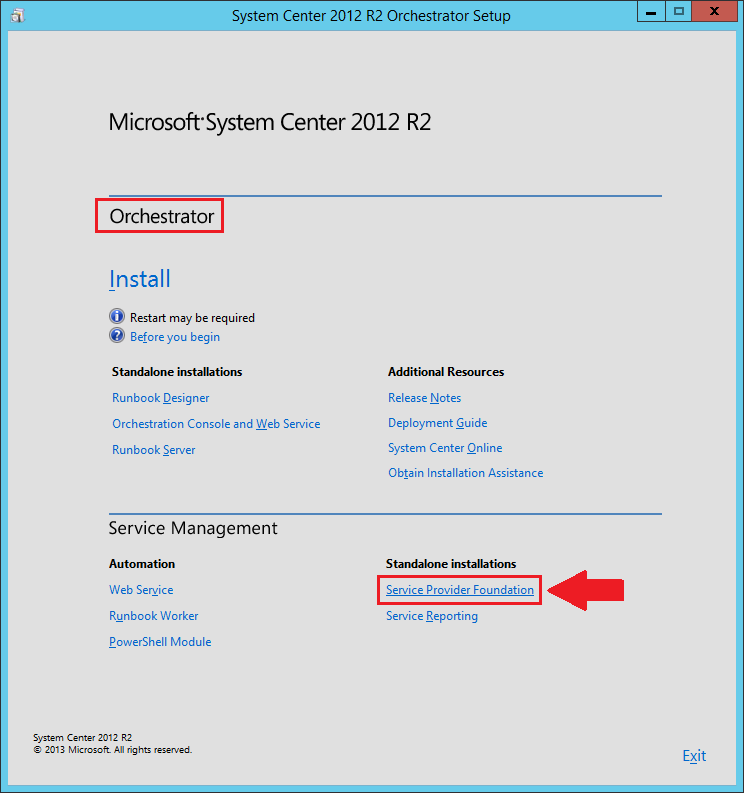 System Center 2012 R2 Orchestrator Setup
Microsoft System Center 2012 R2
Orchestrator
Install
Restart may be required
Before you begin
Standalone installations
Runbook Designer
Orchestration Console and Web Service
Runbook Server
Additional Resources
Release Notes
Deployment Guide
System Center Online
Obtain Installation Assistance
Service Management
Automation
Web Service
Runbook Worker
PowerShell Module
Standalone installations
Service Provider Foundation
Service Reporting
System Center 2012 R2
© 2013 Microsoft. All rights reserved.
Exit